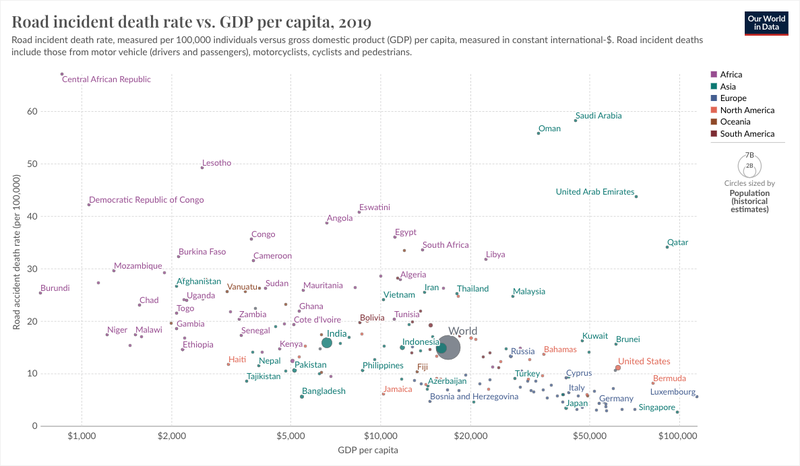 Road incident death rate vs. GDP per capita, 2019
Our World
in Data
Road incident death rate, measured per 100,000 individuals versus gross domestic product (GDP) per capita, measured in constant international-$. Road incident deaths
include those from motor vehicle (drivers and passengers), motorcyclists, cyclists and pedestrians.
Africa
Asia
Europe
North America
Oceania
South America
7B
2B
Circles sized by
Population
(historical
estimates)
Road accident death rate (per 100,000)
Central African Republic
60
Saudi Arabia
Oman
50
Lesotho
United Arab Emirates
Democratic Republic of Congo
Eswatini
40
Angola
Congo
Egypt
Qatar
South Africa
Burkina Faso
Cameroon
Libya
30
Mozambique
Algeria
Afghanistan
Burundi
Vanuatu
Sudan
Mauritania
Iran
Thailand
Vietnam
Malaysia
Uganda
Chad
Togo
Ghana
20
Zambia
Cote d'Ivoire
Bolivia
Tunisia
Gambia
Niger
Malawi
Senegal
India
World
Ethiopia
Kenya
Indonesia
Kuwait
Brunei
Russia
Bahamas
Haiti
Nepal
Pakistan
Philippines
Fiji
United States
10
Tajikistan
Azerbaijan
Turkey
Cyprus
Bermuda
Bangladesh
Jamaica
Bosnia and Herzegovina
Italy
Luxembourg
Japan
Germany
Singapore
0
$1,000
$2,000
$5,000
$10,000
$20,000
$50,000
$100,000
GDP per capita